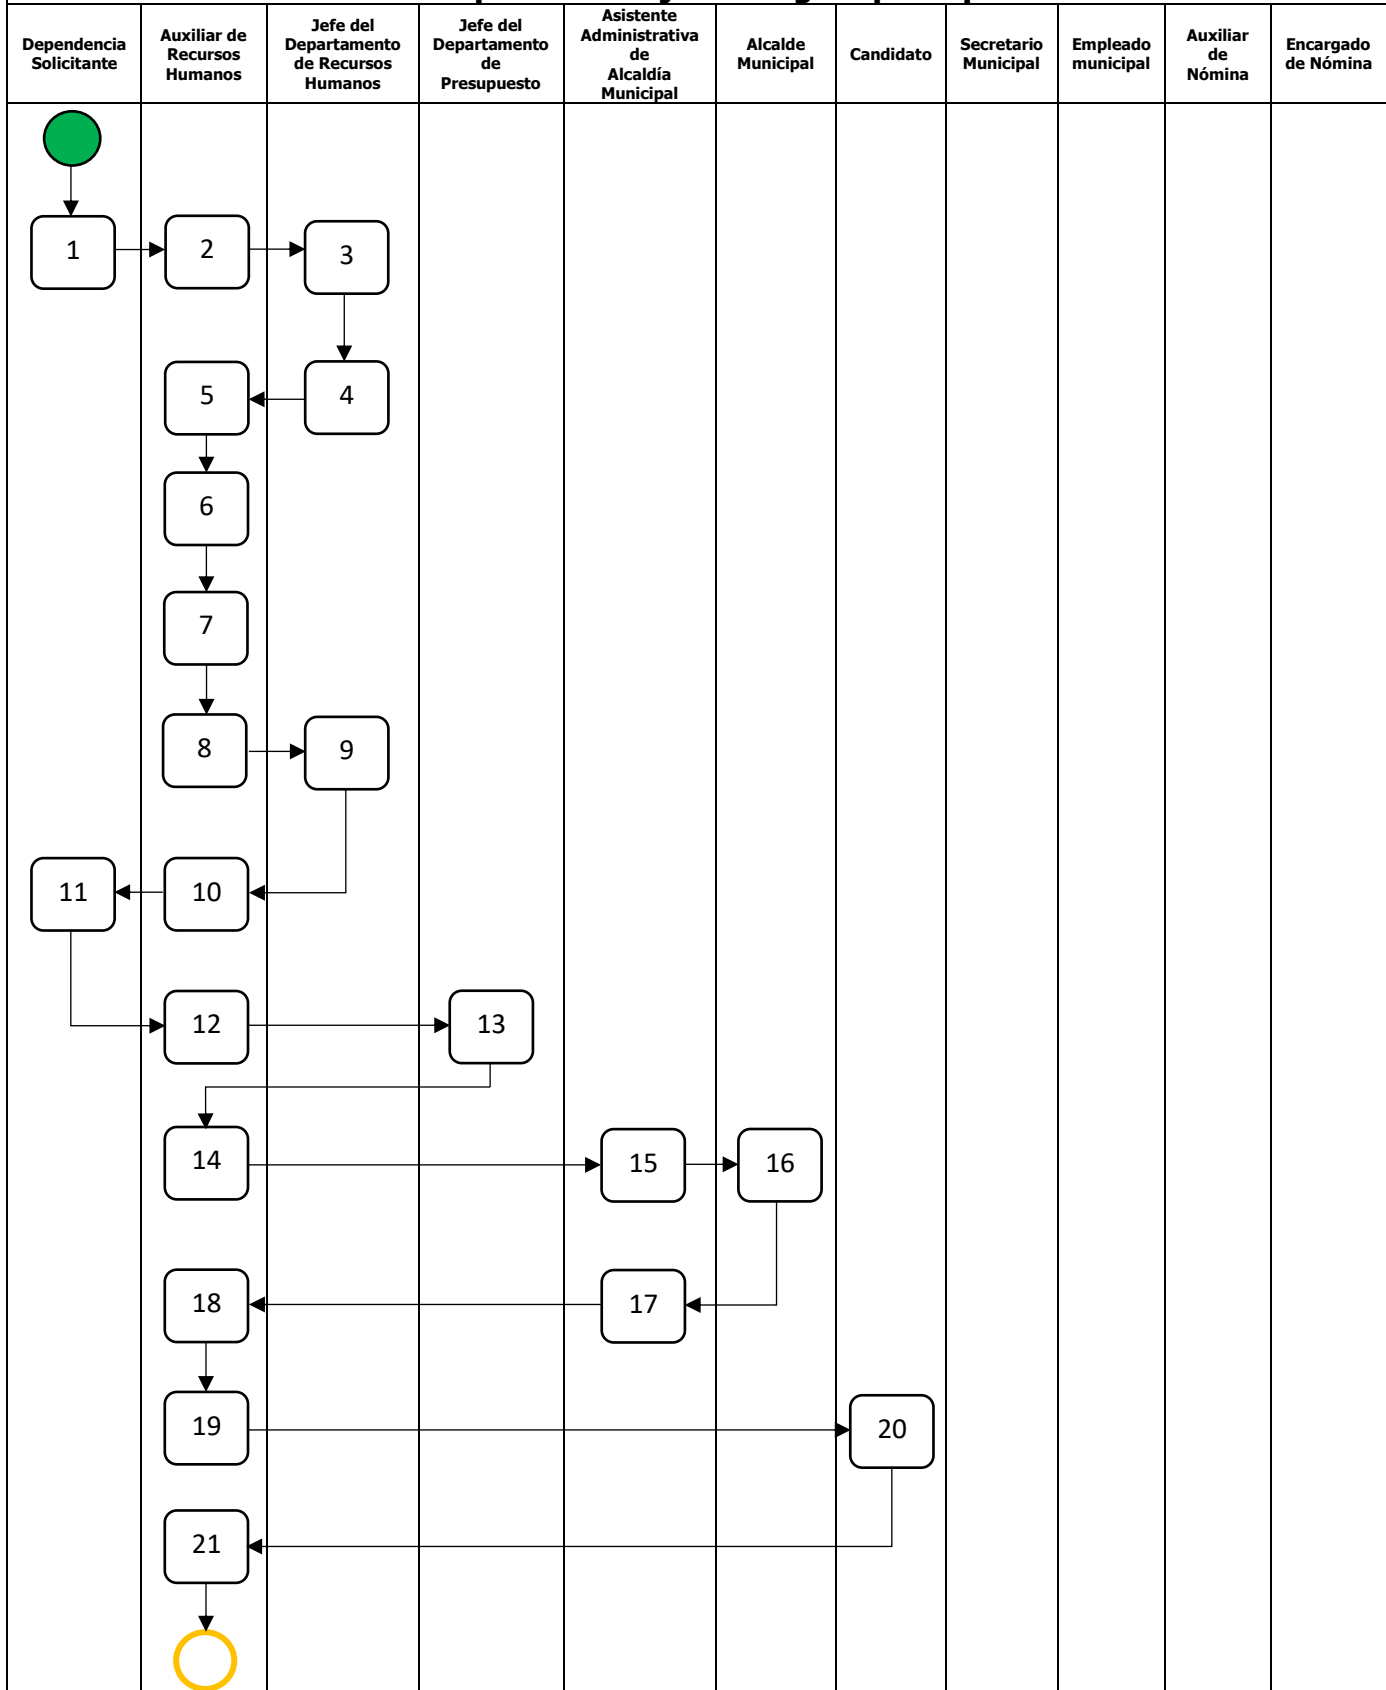 Dependencia
Solicitante
Auxiliar de
Recursos
Humanos
Jefe del
Departamento
de Recursos
Humanos
Jefe del
Departamento
de
Presupuesto
Asistente
Administrativa
de
Alcaldía
Municipal
Alcalde
Municipal
Candidato
Secretario
Municipal
Empleado
municipal
Auxiliar
de
Nómina
Encargado
de Nómina
1
2
3
4
5
6
7
8
9
10
11
12
13
14
15
16
17
18
19
20
21